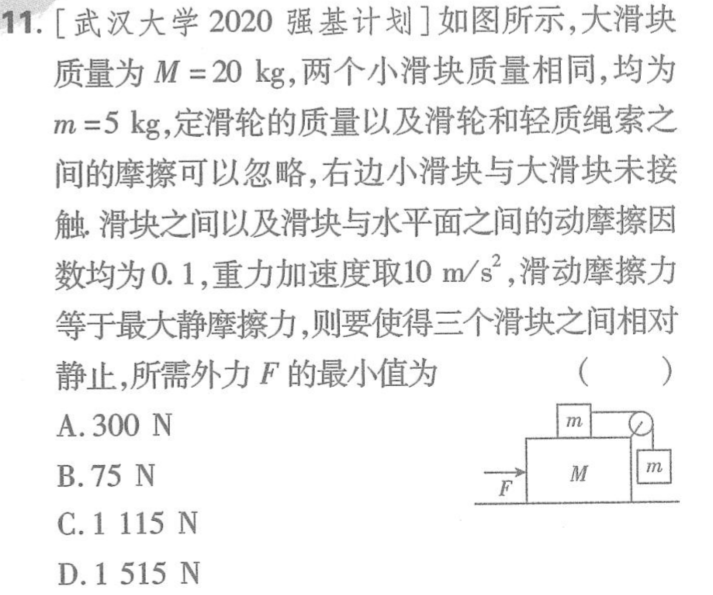 11. [武汉大学 2020 强基计划]如图所示,大滑块
质量为 M = 20 kg,两个小滑块质量相同,均为
m = 5 kg,定滑轮的质量以及滑轮和轻质绳索之
间的摩擦可以忽略,右边小滑块与大滑块未接
触. 滑块之间以及滑块与水平面之间的动摩擦因
数均为 0. 1,重力加速度取10 m/s²,滑动摩擦力
等于最大静摩擦力,则要使得三个滑块之间相对
静止,所需外力 F 的最小值为 (    )
A. 300 N
B. 75 N
C. 1 115 N
D. 1 515 N
m
M
m
F